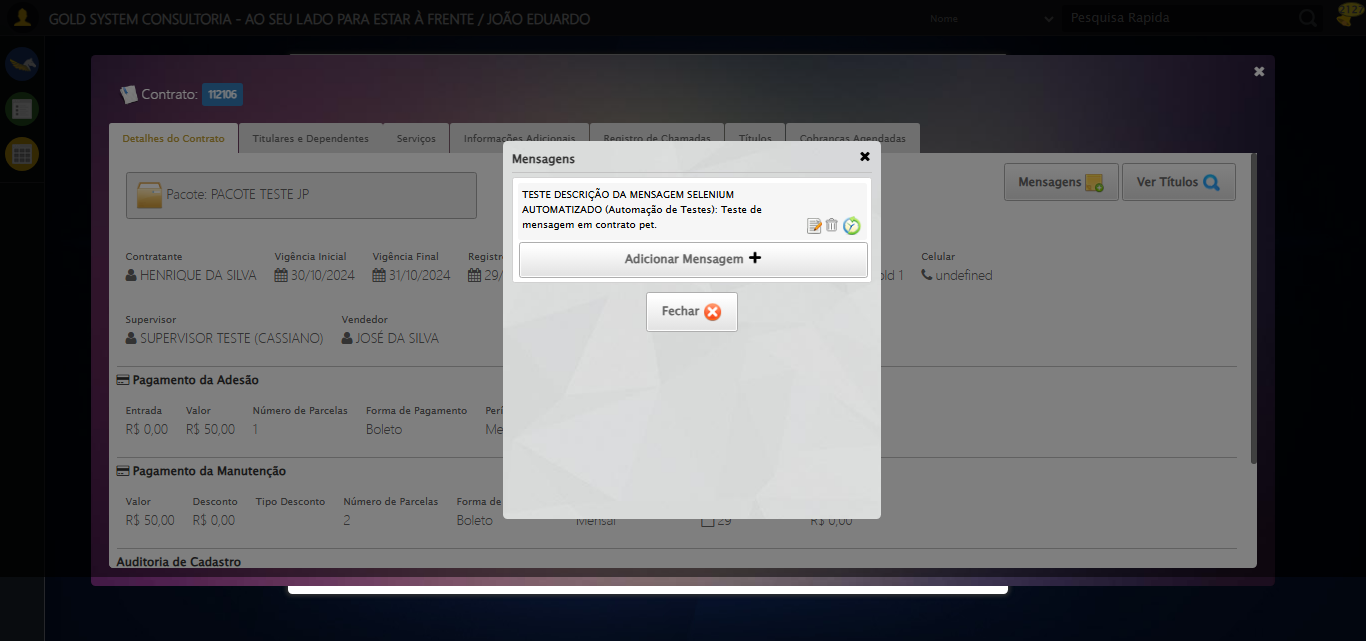 GOLD SYSTEM CONSULTORIA - AO SEU LADO PARA ESTAR À FRENTE / JOÃO EDUARDO
Nome
Pesquisa Rapida
Contrato: 112106
Detalhes do Contrato
Titulares e Dependentes
Serviços
Informações Adicionais
Registro de Chamadas
Títulos
Cobranças Agendadas
Mensagens
Ver Títulos
Pacote: PACOTE TESTE JP
Mensagens
TESTE DESCRIÇÃO DA MENSAGEM SELENIUM
AUTOMATIZADO (Automação de Testes): Teste de
mensagem em contrato pet.
Adicionar Mensagem
Fechar
Contratante Vigência Inicial Vigência Final Celular
HENRIQUE DA SILVA 30/10/2024 31/10/2024 29/ 1 undefined
Supervisor Vendedor
SUPERVISOR TESTE (CASSIANO) JOSÉ DA SILVA
Pagamento da Adesão
Entrada Valor Número de Parcelas Forma de Pagamento
R$ 0,00 R$ 50,00 1 Boleto
Pagamento da Manutenção
Valor Desconto Tipo Desconto Número de Parcelas Forma de
R$ 50,00 R$ 0,00 2 Boleto Mensal 29 R$ 0,00
Auditoria de Cadastro